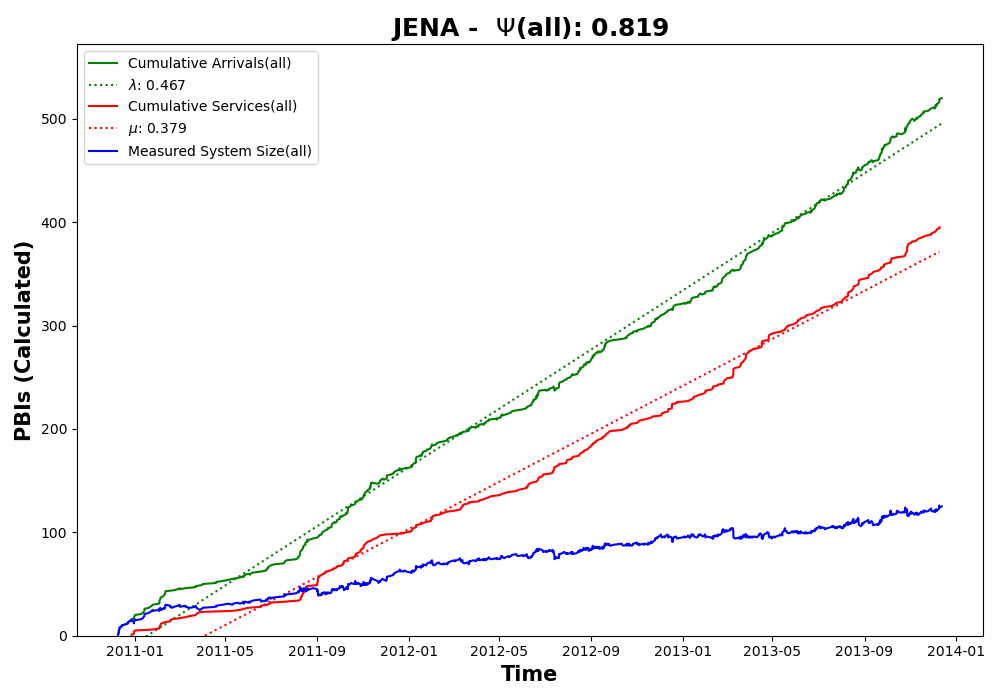 JENA - Ψ(all): 0.819
Cumulative Arrivals(all)
λ: 0.467
Cumulative Services(all)
μ: 0.379
Measured System Size(all)
PBIs (Calculated)
500
400
300
200
100
0
2011-01 2011-05 2011-09 2012-01 2012-05 2012-09 2013-01 2013-05 2013-09 2014-01
Time